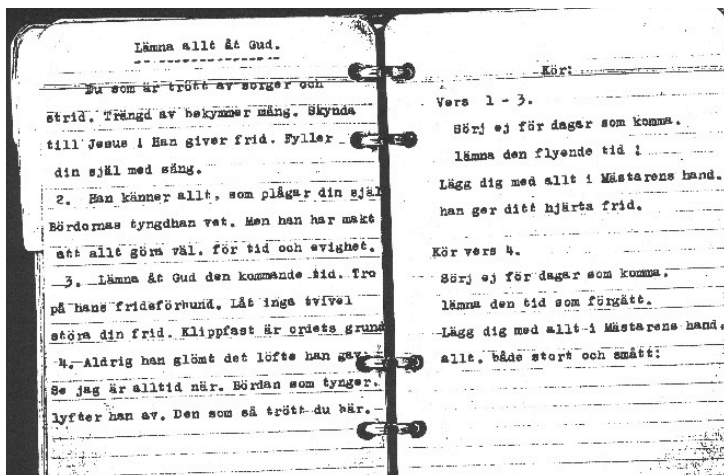 Lämna allt åt Gud.
Du som är trött av sorger och
strid. Trängd av bekymmer mång. Skynda
till Jesus ! Han giver frid. Fyller
din själ med sång.
2. Han känner allt, som plågar din själ
Bördornas tyngdhan vet. Men han har makt
att allt göra väl. för tid och evighet.
3. Lämna åt Gud den kommande tid. Tro
på hans fridsförbund. Låt inga tvivel
störa din frid. Klippfast är ordets grund
4. Aldrig han glömt det löfte han gav:
Se jag är alltid när. Bördan som tynger.
lyfter han av. Den som så trött du bär.
Kör:
Vers 1 - 3.
Sörj ej för dagar som komma.
lämna den flyende tid !
Lägg dig med allt i Mästarens hand.
han ger ditt hjärta frid.
Kör vers 4.
Sörj ej för dagar som komma.
lämna den tid som förgått.
Lägg dig med allt i Mästarens hand.
allt. både stort och smått: